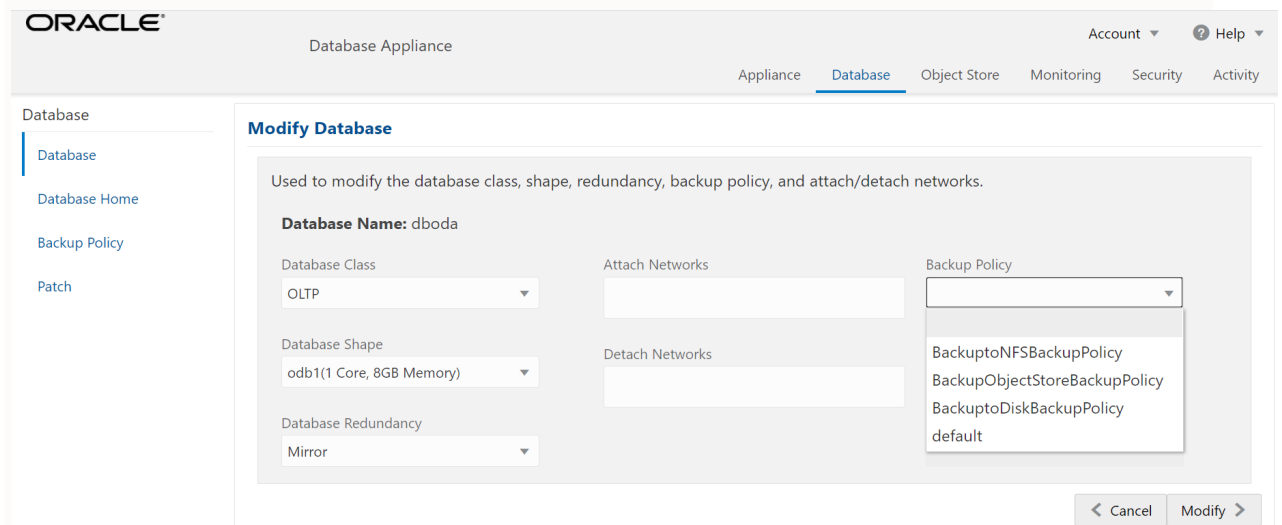 ORACLE
Database Appliance
Account
Help
Appliance
Database
Object Store
Monitoring
Security
Activity
Database
Database
Database Home
Backup Policy
Patch
Modify Database
Used to modify the database class, shape, redundancy, backup policy, and attach/detach networks.
Database Name: dboda
Database Class
OLTP
Database Shape
odb1(1 Core, 8GB Memory)
Database Redundancy
Mirror
Attach Networks
Detach Networks
Backup Policy
BackuptoNFSBackupPolicy
BackupObjectStoreBackupPolicy
BackuptoDiskBackupPolicy
default
Cancel
Modify